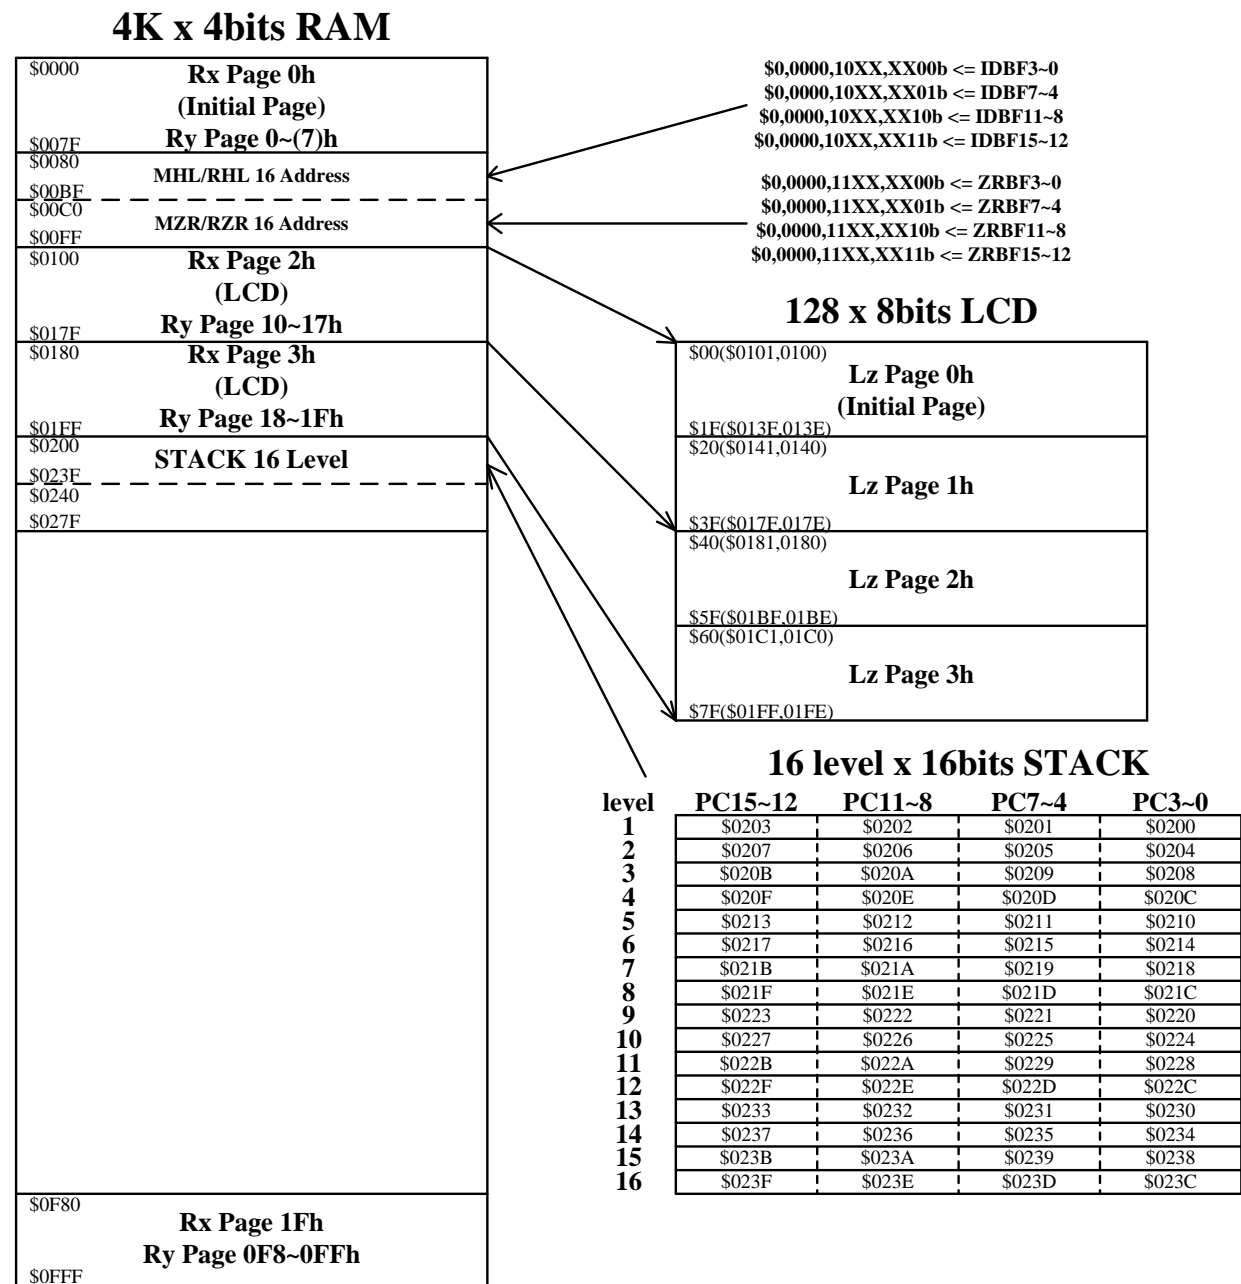 4K x 4bits RAM
$0000
Rx Page 0h
(Initial Page)
Ry Page 0~(7)h
$007F
$0080
MHL/RHL 16 Address
$00BF
$00C0
MZR/RZR 16 Address
$00FF
$0100
Rx Page 2h
(LCD)
Ry Page 10~17h
$017F
$0180
Rx Page 3h
(LCD)
Ry Page 18~1Fh
$01FF
$0200
STACK 16 Level
$023F
$0240
$027F
$0F80
Rx Page 1Fh
Ry Page 0F8~0FFh
$0FFF
$0,0000,10XX,XX00b <= IDBF3~0
$0,0000,10XX,XX01b <= IDBF7~4
$0,0000,10XX,XX10b <= IDBF11~8
$0,0000,10XX,XX11b <= IDBF15~12
$0,0000,11XX,XX00b <= ZRBF3~0
$0,0000,11XX,XX01b <= ZRBF7~4
$0,0000,11XX,XX10b <= ZRBF11~8
$0,0000,11XX,XX11b <= ZRBF15~12
128 x 8bits LCD
$00($0101,0100)
Lz Page 0h
(Initial Page)
$1F($013F,013E)
$20($0141,0140)
Lz Page 1h
$3F($017F,017E)
$40($0181,0180)
Lz Page 2h
$5F($01BF,01BE)
$60($01C1,01C0)
Lz Page 3h
$7F($01FF,01FE)
16 level x 16bits STACK
level PC15~12 PC11~8 PC7~4 PC3~0
1 $0203 $0202 $0201 $0200
2 $0207 $0206 $0205 $0204
3 $020B $020A $0209 $0208
4 $020F $020E $020D $020C
5 $0213 $0212 $0211 $0210
6 $0217 $0216 $0215 $0214
7 $021B $021A $0219 $0218
8 $021F $021E $021D $021C
9 $0223 $0222 $0221 $0220
10 $0227 $0226 $0225 $0224
11 $022B $022A $0229 $0228
12 $022F $022E $022D $022C
13 $0233 $0232 $0231 $0230
14 $0237 $0236 $0235 $0234
15 $023B $023A $0239 $0238
16 $023F $023E $023D $023C